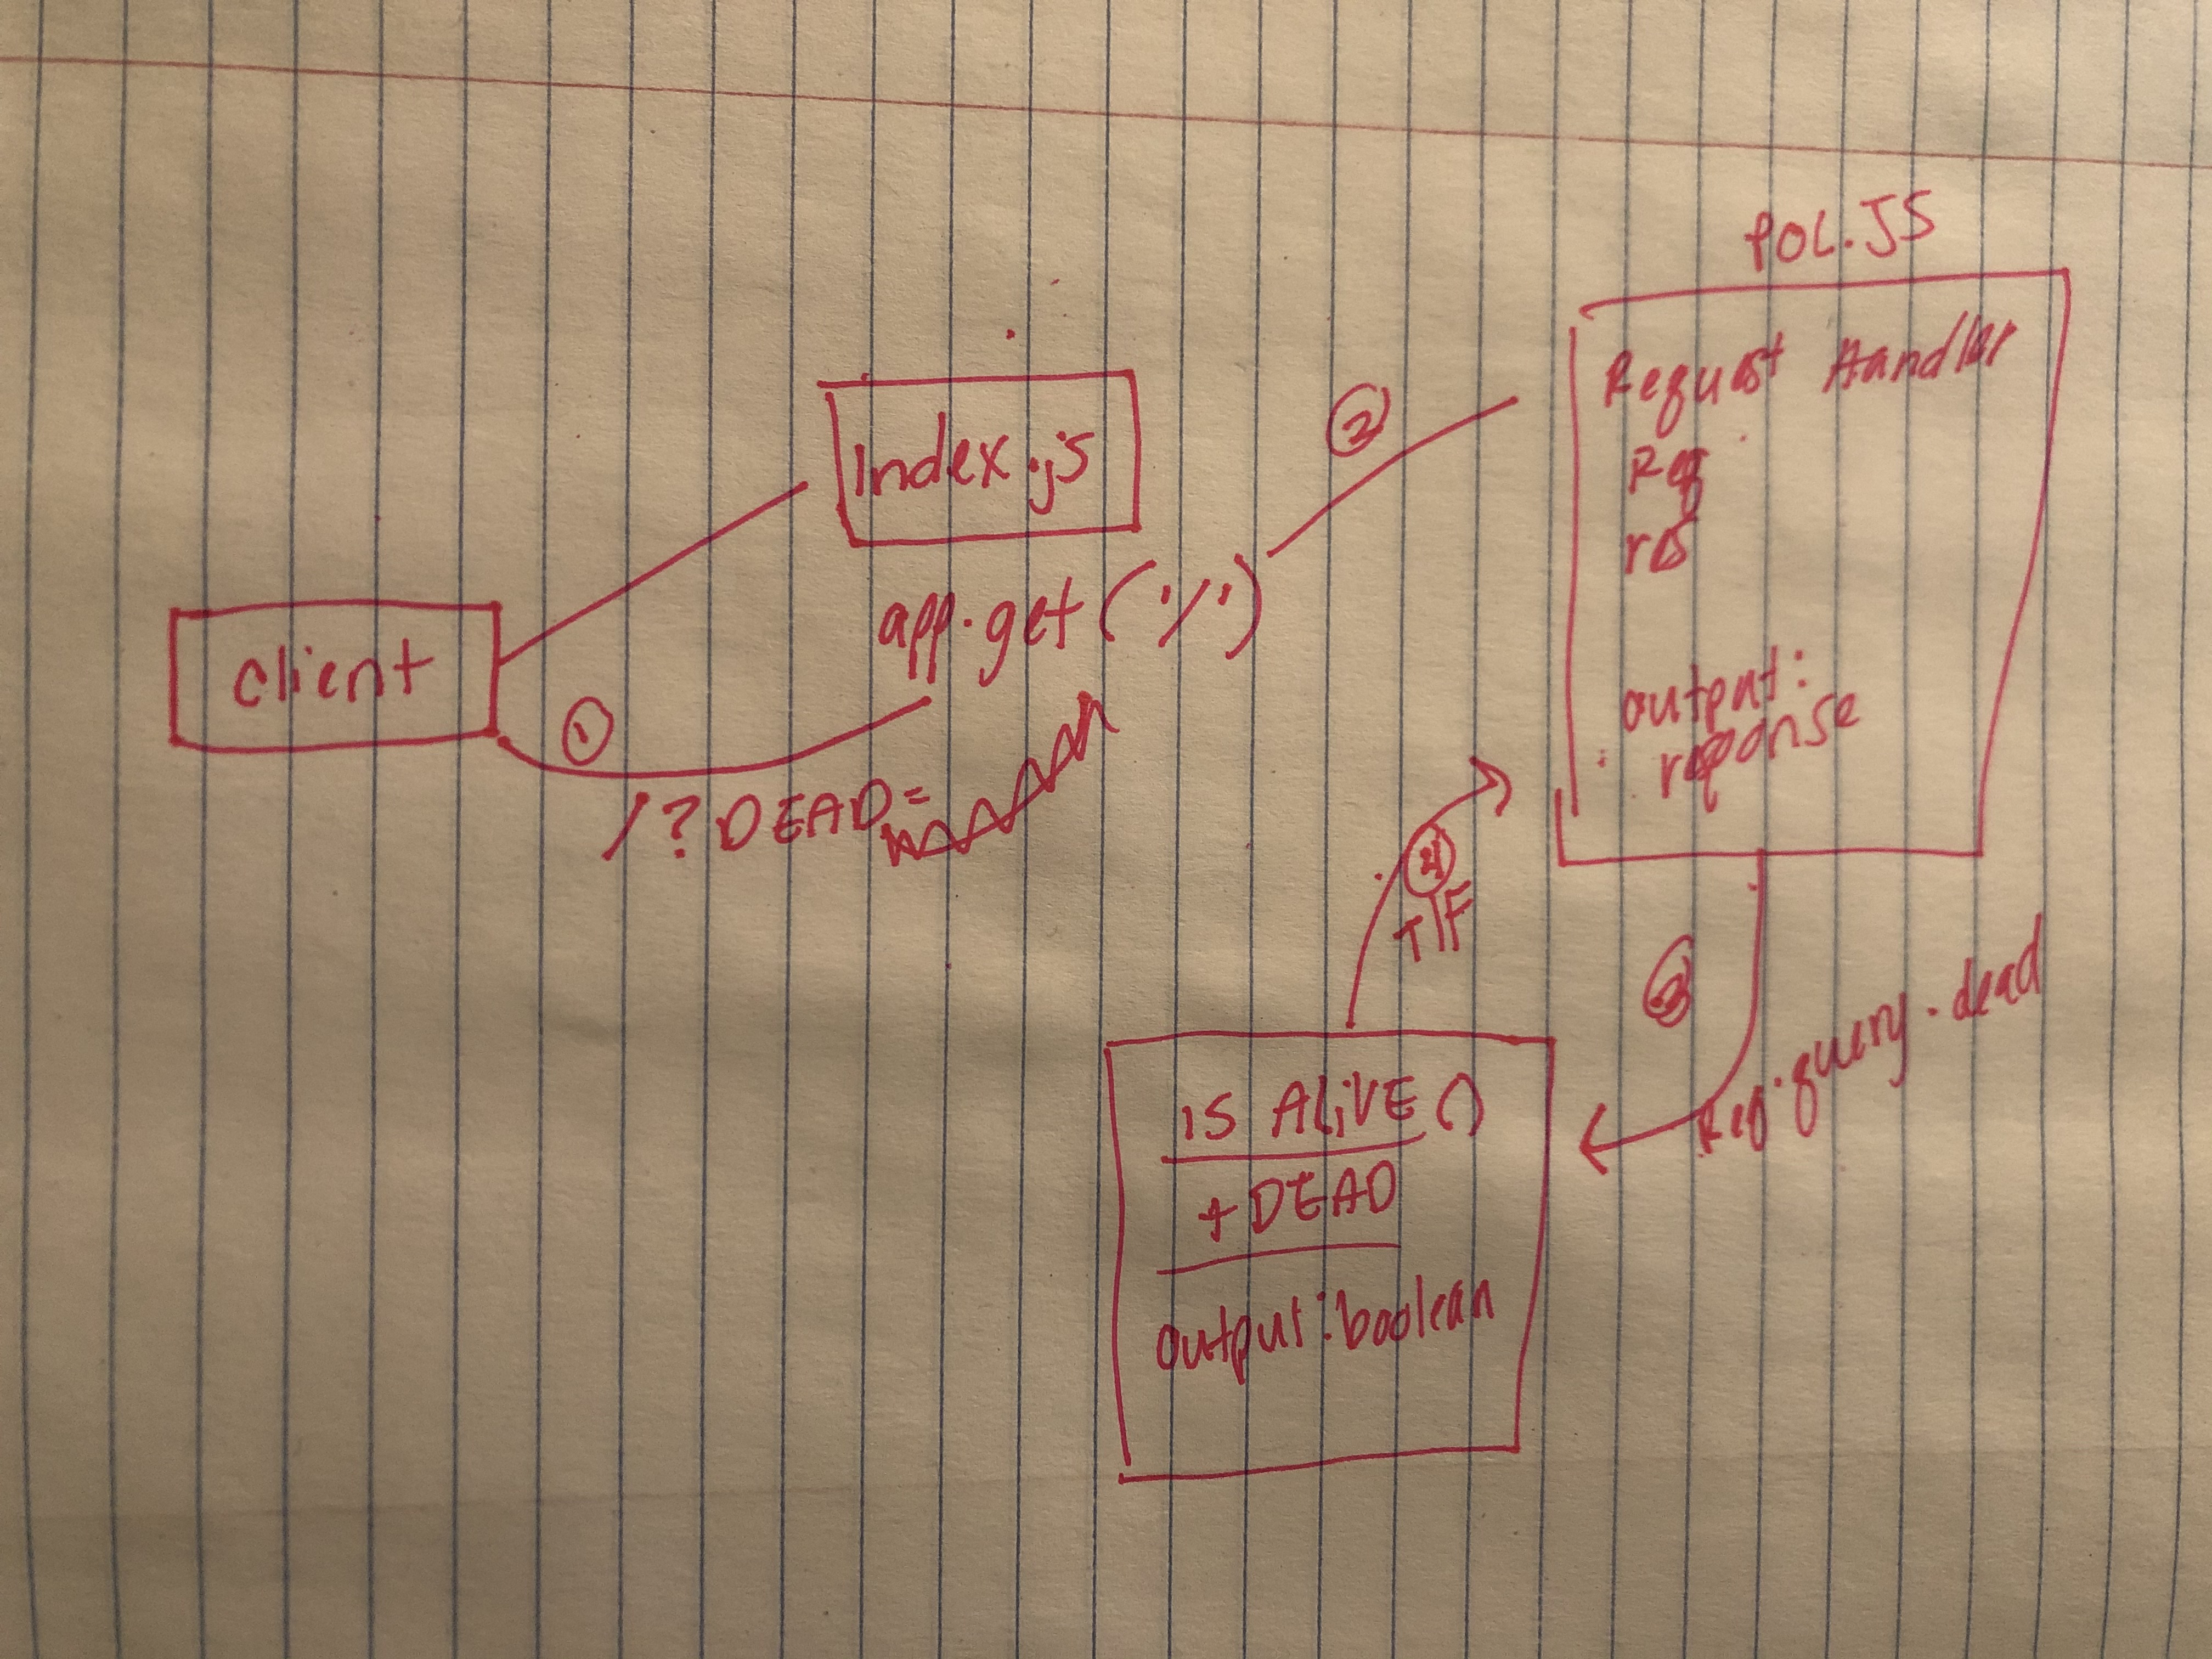 POL.JS
Request Handler
Req
res
output:
reponse
index.js
app.get('/')
client
1
2
/?DEAD=
4
T/F
3
Req.query.dead
is ALiVE()
+DEAD
output:boolean